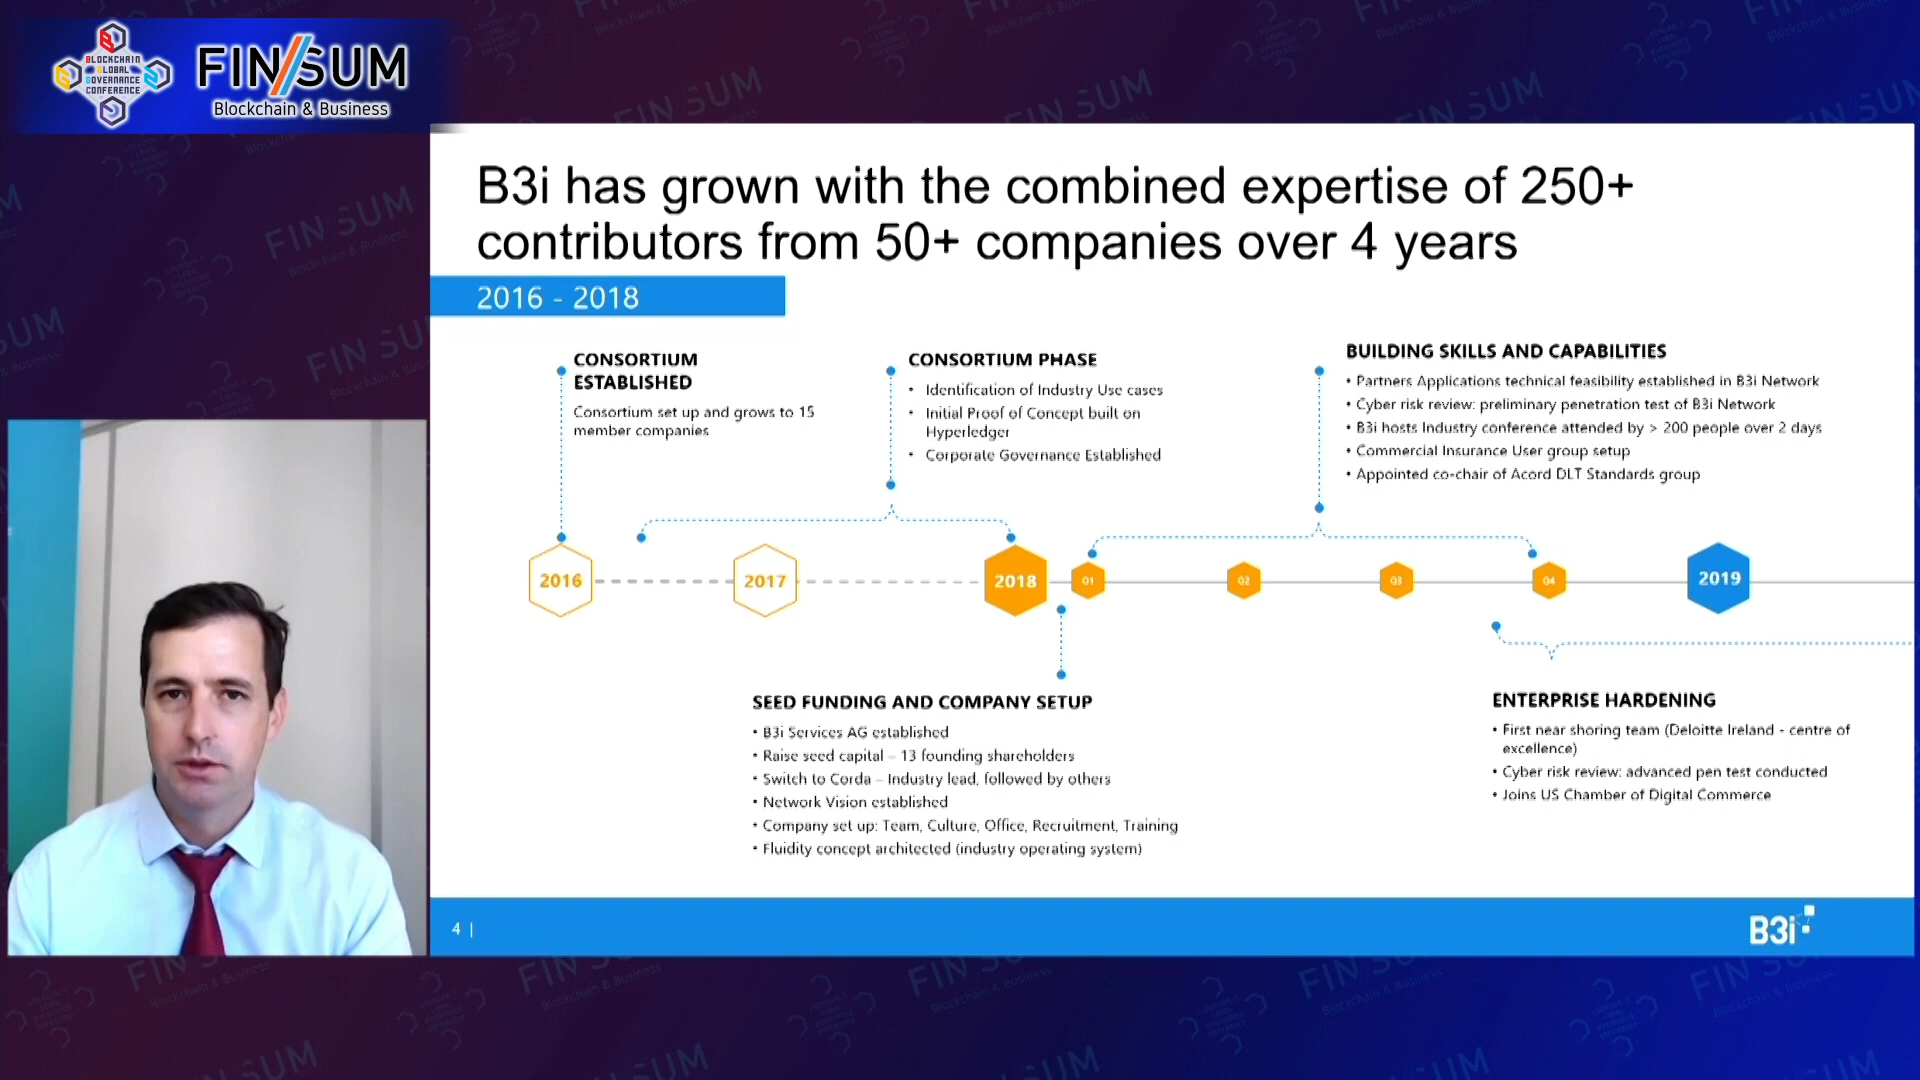 BLOCKCHAIN
GLOBAL
GOVERNANCE
CONFERENCE
FIN/SUM
Blockchain & Business
B3i has grown with the combined expertise of 250+
contributors from 50+ companies over 4 years
2016 - 2018
CONSORTIUM
ESTABLISHED
Consortium set up and grows to 15
member companies
CONSORTIUM PHASE
• Identification of Industry Use cases
• Initial Proof of Concept built on
Hyperledger
• Corporate Governance Established
BUILDING SKILLS AND CAPABILITIES
• Partners Applications technical feasibility established in B3i Network
• Cyber risk review: preliminary penetration test of B3i Network
• B3i hosts Industry conference attended by > 200 people over 2 days
• Commercial Insurance User group setup
• Appointed co-chair of Acord DLT Standards group
2016
2017
2018
01
02
03
04
2019
SEED FUNDING AND COMPANY SETUP
• B3i Services AG established
• Raise seed capital – 13 founding shareholders
• Switch to Corda – Industry lead, followed by others
• Network Vision established
• Company set up: Team, Culture, Office, Recruitment, Training
• Fluidity concept architected (industry operating system)
ENTERPRISE HARDENING
• First near shoring team (Deloitte Ireland - centre of
excellence)
• Cyber risk review: advanced pen test conducted
• Joins US Chamber of Digital Commerce
4 |
B3i